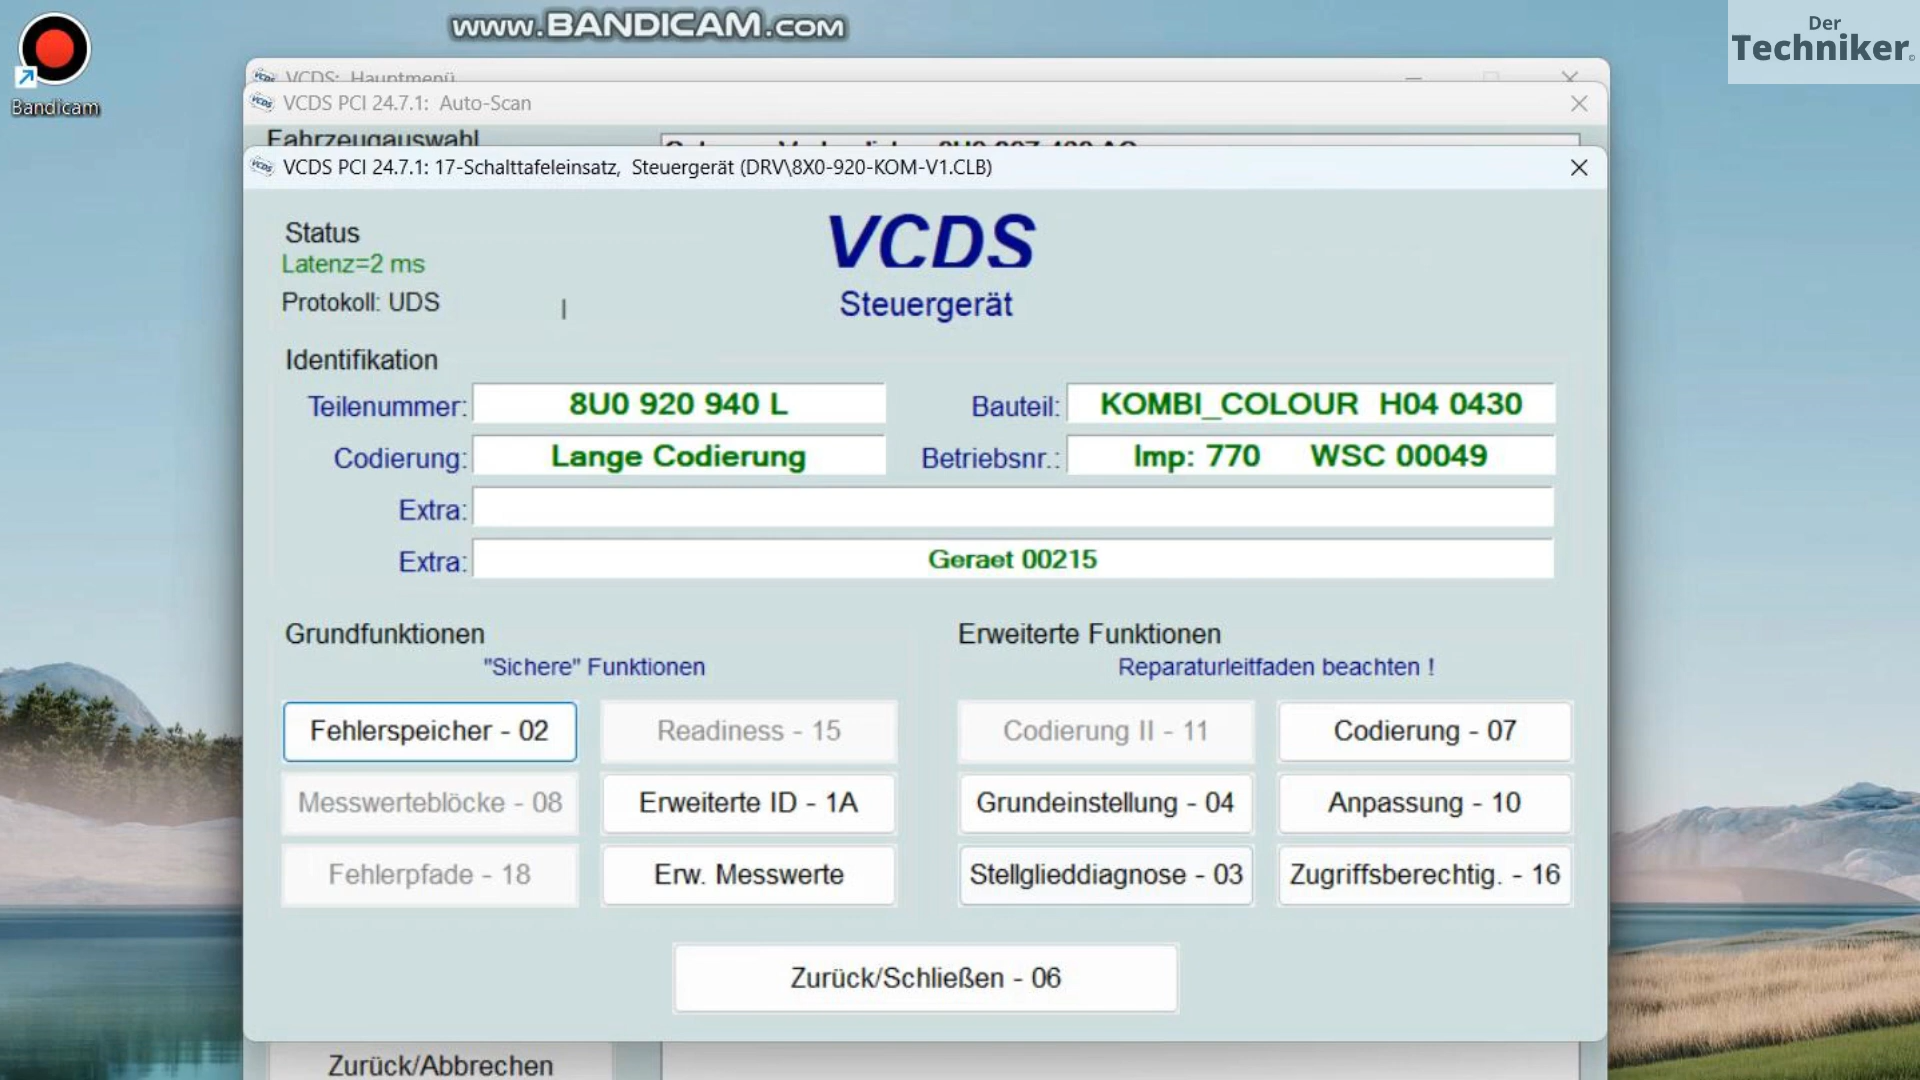 www.BANDICAM.com
Der
Techniker.
Bandicam
VCDS: Hauptmenü
VCDS PCI 24.7.1: Auto-Scan
Fahrzeugauswahl
VCDS PCI 24.7.1: 17-Schalttafeleinsatz, Steuergerät (DRV\8X0-920-KOM-V1.CLB)
Status
Latenz=2 ms
Protokoll: UDS
VCDS
Steuergerät
Identifikation
Teilenummer: 8U0 920 940 L Bauteil: KOMBI_COLOUR H04 0430
Codierung: Lange Codierung Betriebsnr.: Imp: 770 WSC 00049
Extra:
Extra: Geraet 00215
Grundfunktionen
"Sichere" Funktionen
Erweiterte Funktionen
Reparaturleitfaden beachten !
Fehlerspeicher - 02 Readiness - 15 Codierung II - 11 Codierung - 07
Messwerteblöcke - 08 Erweiterte ID - 1A Grundeinstellung - 04 Anpassung - 10
Fehlerpfade - 18 Erw. Messwerte Stellglieddiagnose - 03 Zugriffsberechtig. - 16
Zurück/Schließen - 06
Zurück/Abbrechen